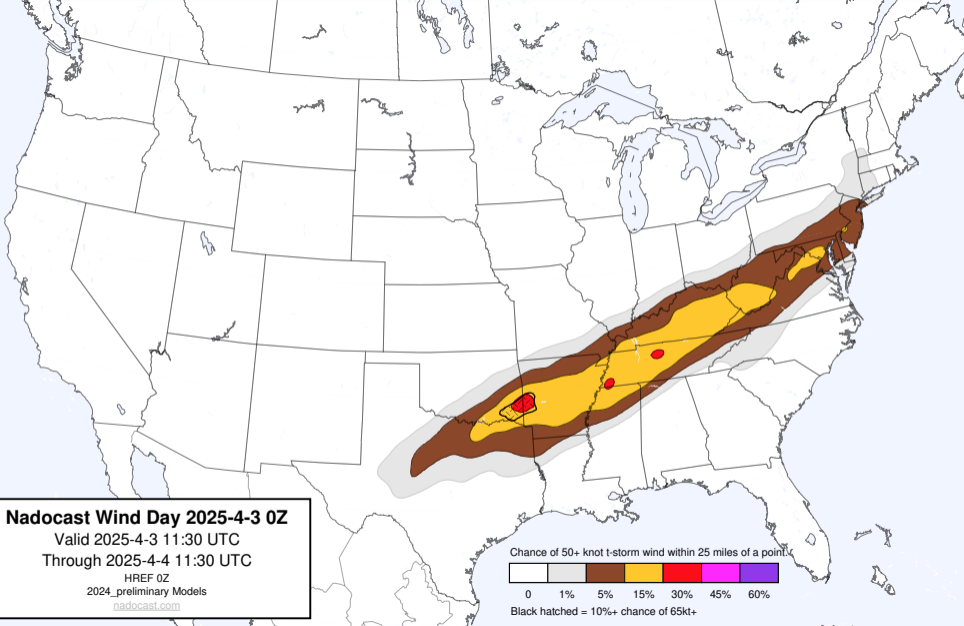 Nadocast Wind Day 2025-4-3 0Z
Valid 2025-4-3 11:30 UTC
Through 2025-4-4 11:30 UTC
HREF 0Z
2024_preliminary Models
nadocast.com
Chance of 50+ knot t-storm wind within 25 miles of a point.
0 1% 5% 15% 30% 45% 60%
Black hatched = 10%+ chance of 65kt+